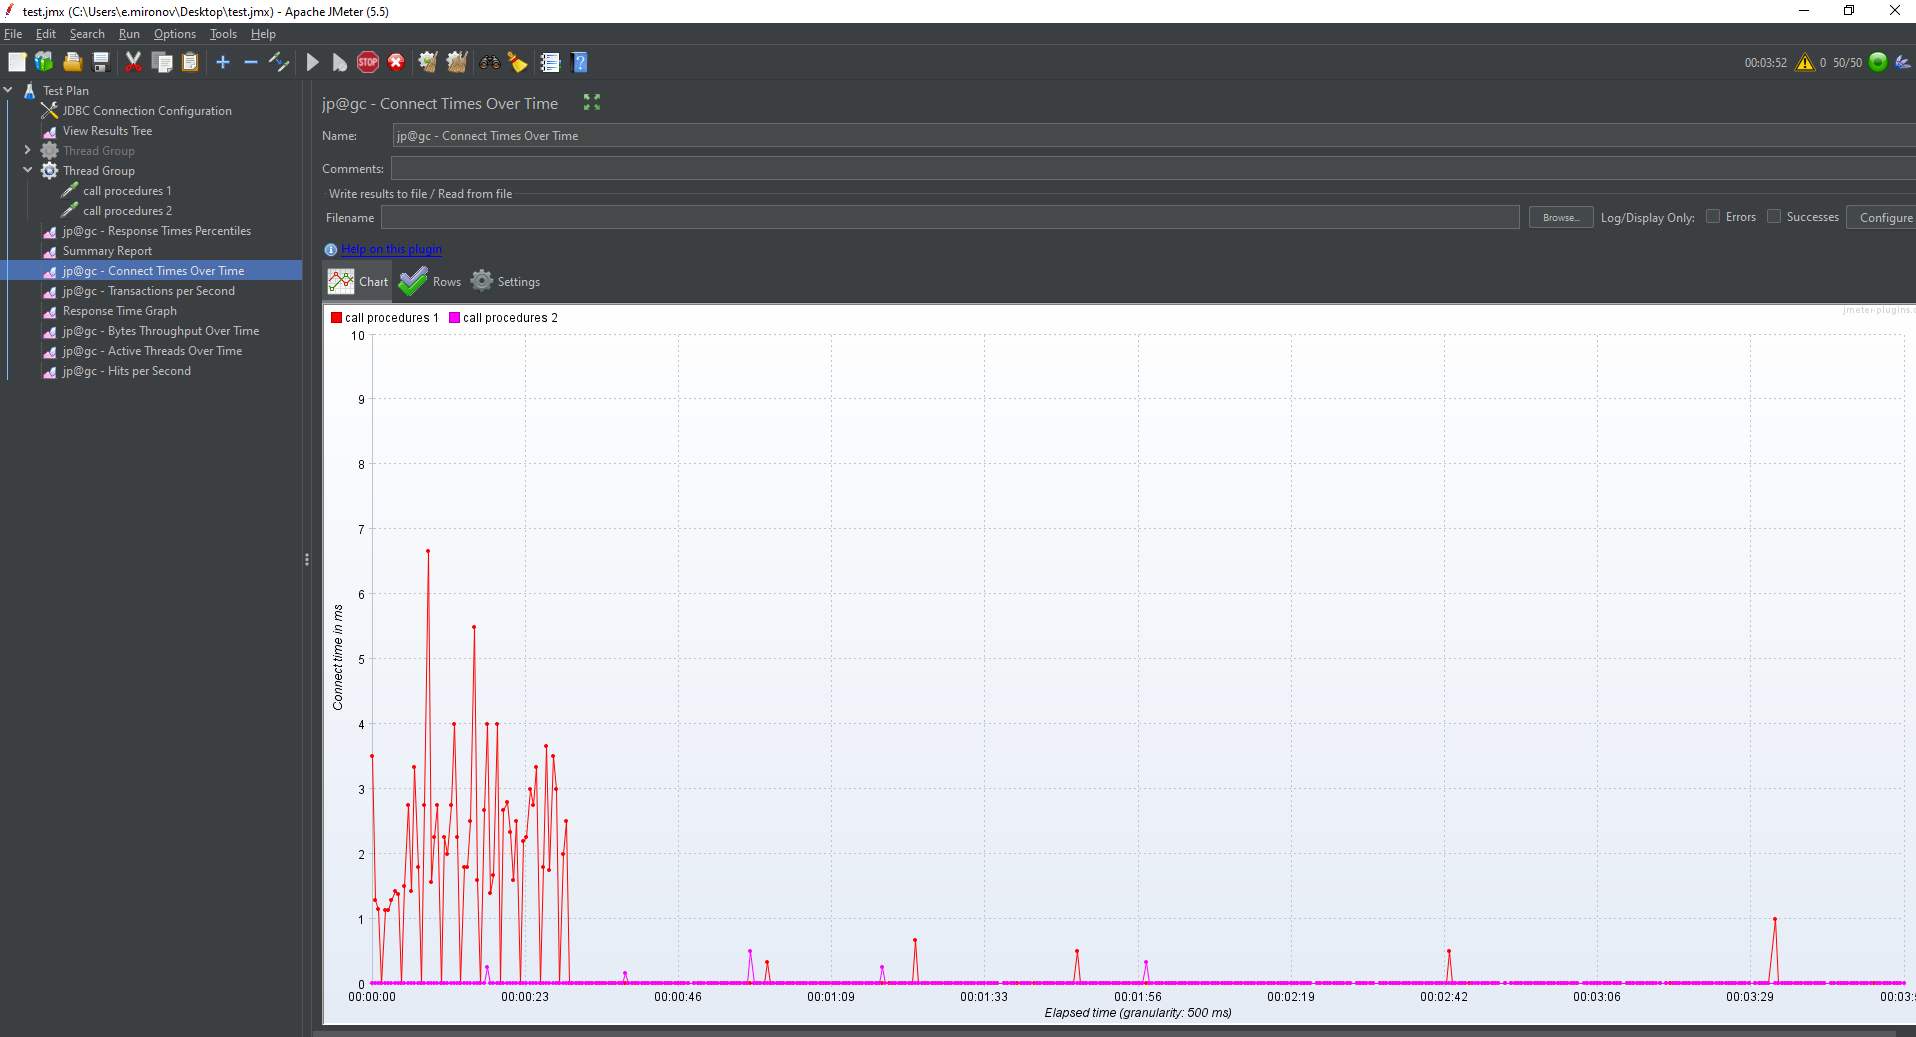 test.jmx (C:\Users\e.mironov\Desktop\test.jmx) - Apache JMeter (5.5)
File Edit Search Run Options Tools Help
STOP
00:03:52 0 50/50
Test Plan
JDBC Connection Configuration
View Results Tree
Thread Group
Thread Group
call procedures 1
call procedures 2
jp@gc - Response Times Percentiles
Summary Report
jp@gc - Connect Times Over Time
jp@gc - Transactions per Second
Response Time Graph
jp@gc - Bytes Throughput Over Time
jp@gc - Active Threads Over Time
jp@gc - Hits per Second
jp@gc - Connect Times Over Time
Name: jp@gc - Connect Times Over Time
Comments:
Write results to file / Read from file
Filename Browse... Log/Display Only: Errors Successes Configure
Help on this plugin
Chart Rows Settings
call procedures 1 call procedures 2
jmeter-plugins.
10
9
8
7
6
5
4
3
2
1
0
Connect time in ms
00:00:00 00:00:23 00:00:46 00:01:09 00:01:33 00:01:56 00:02:19 00:02:42 00:03:06 00:03:29 00:03:
Elapsed time (granularity: 500 ms)